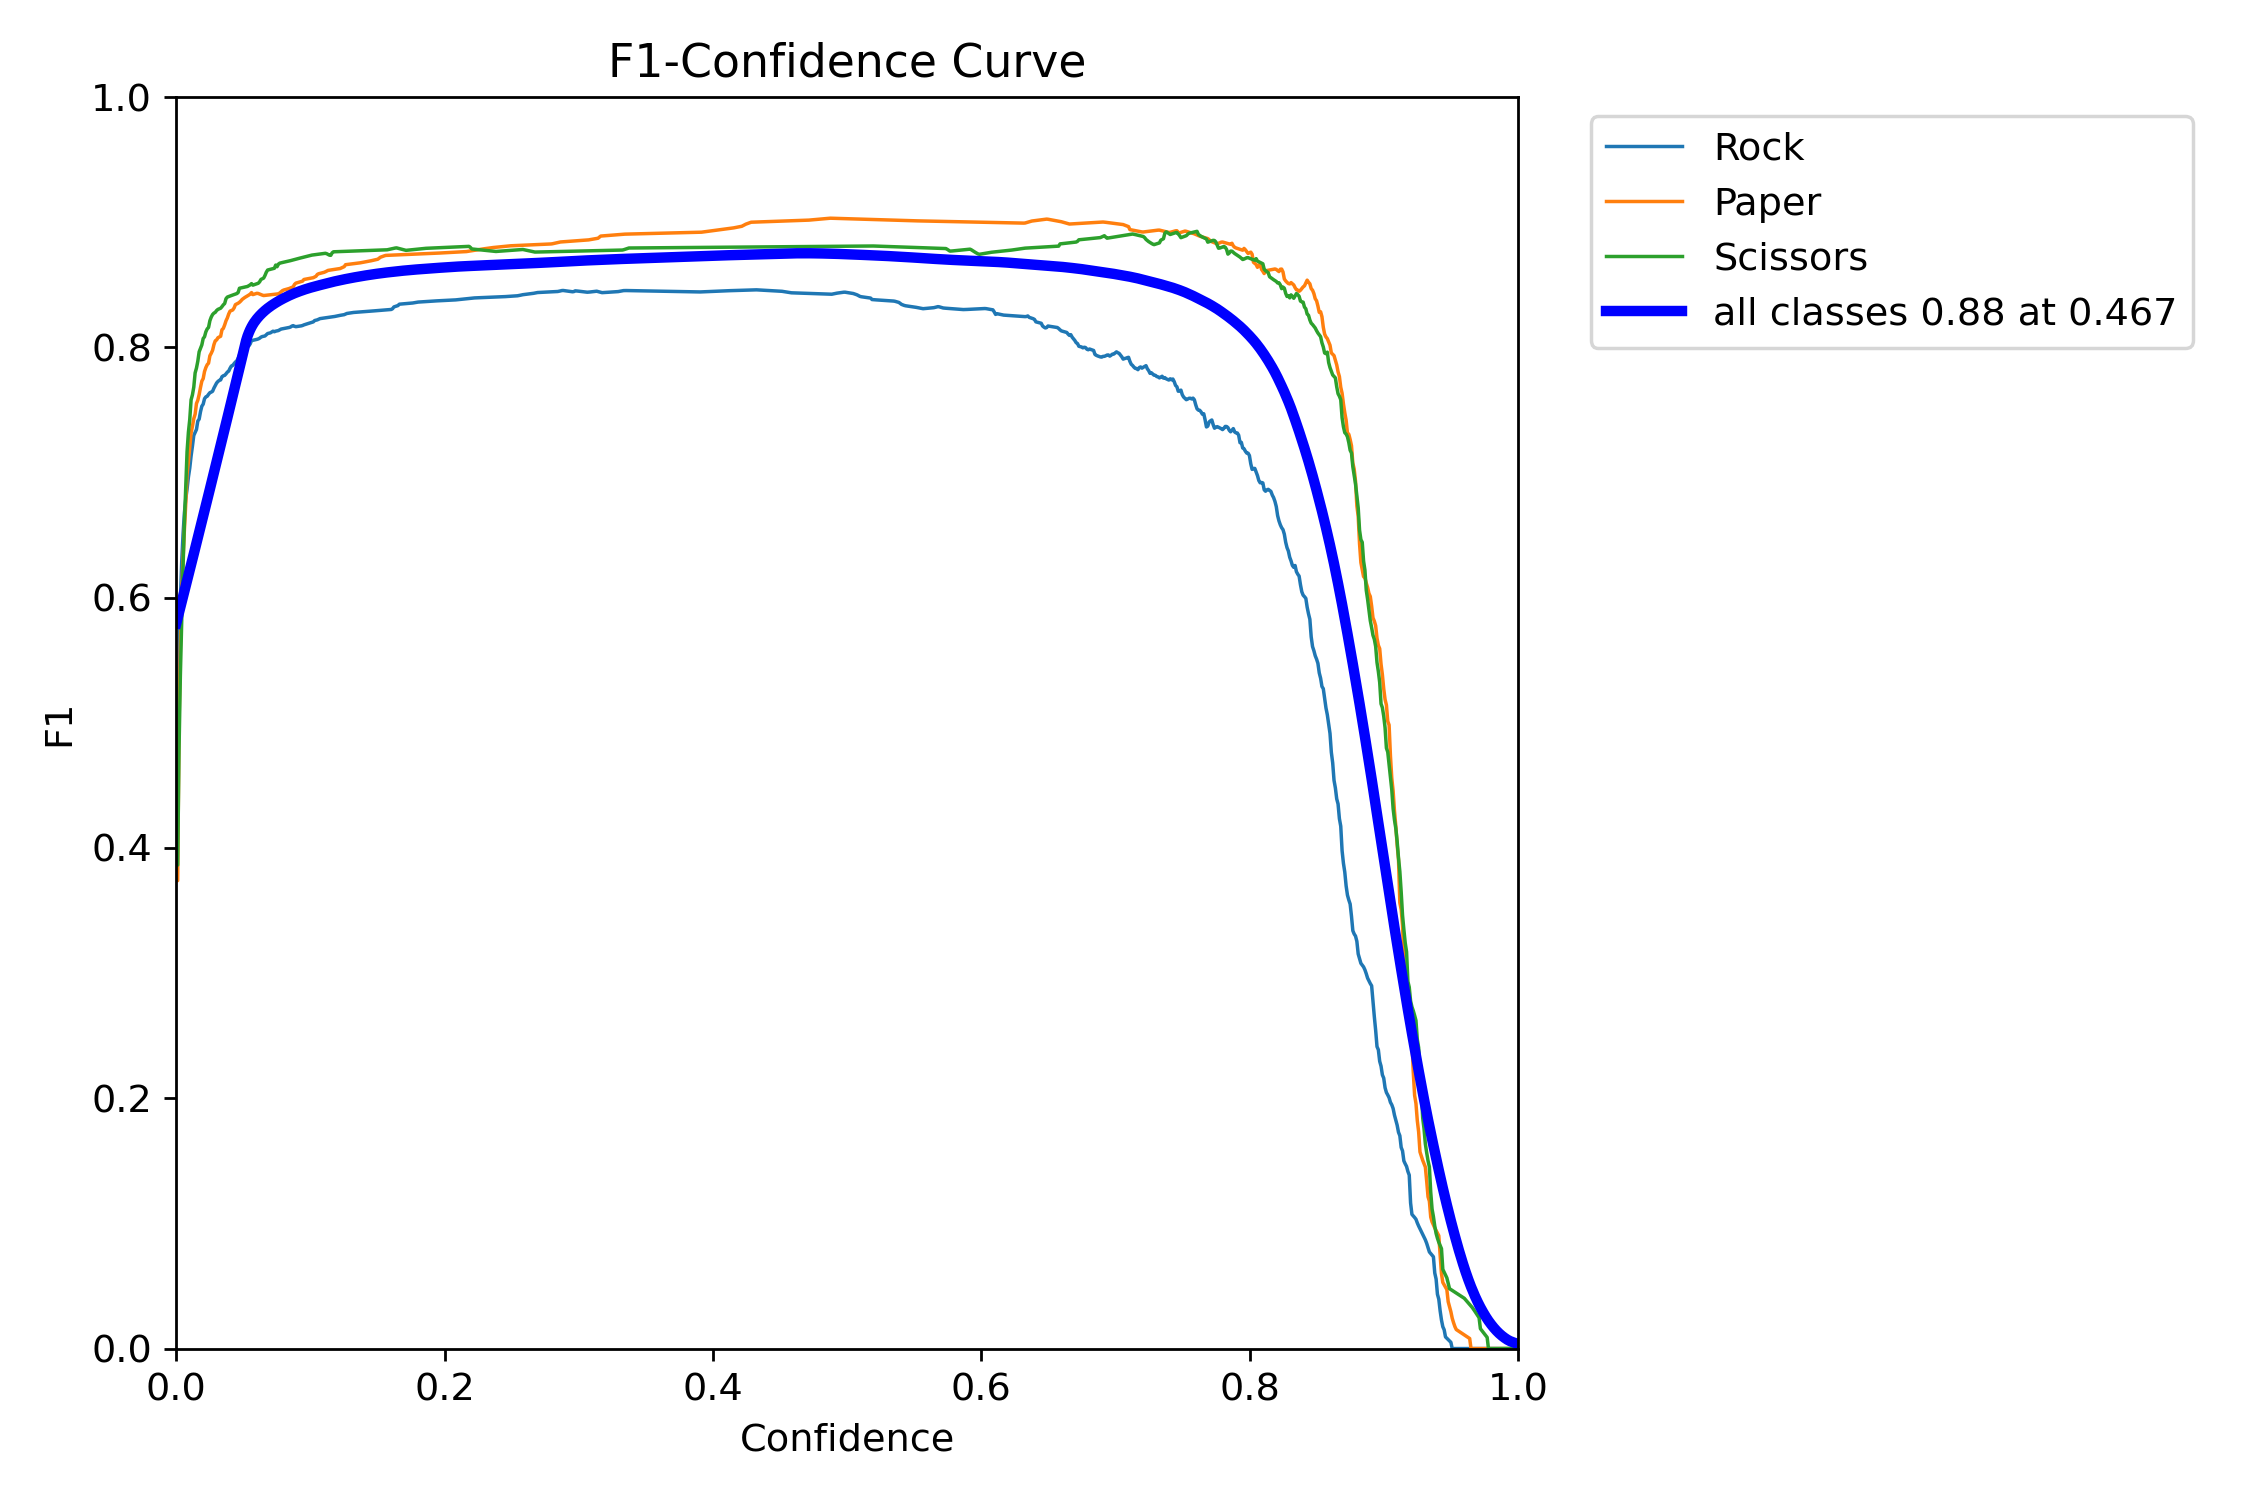 F1-Confidence Curve
1.0
0.8
0.6
0.4
0.2
0.0
F1
0.0 0.2 0.4 0.6 0.8 1.0
Confidence
Rock
Paper
Scissors
all classes 0.88 at 0.467